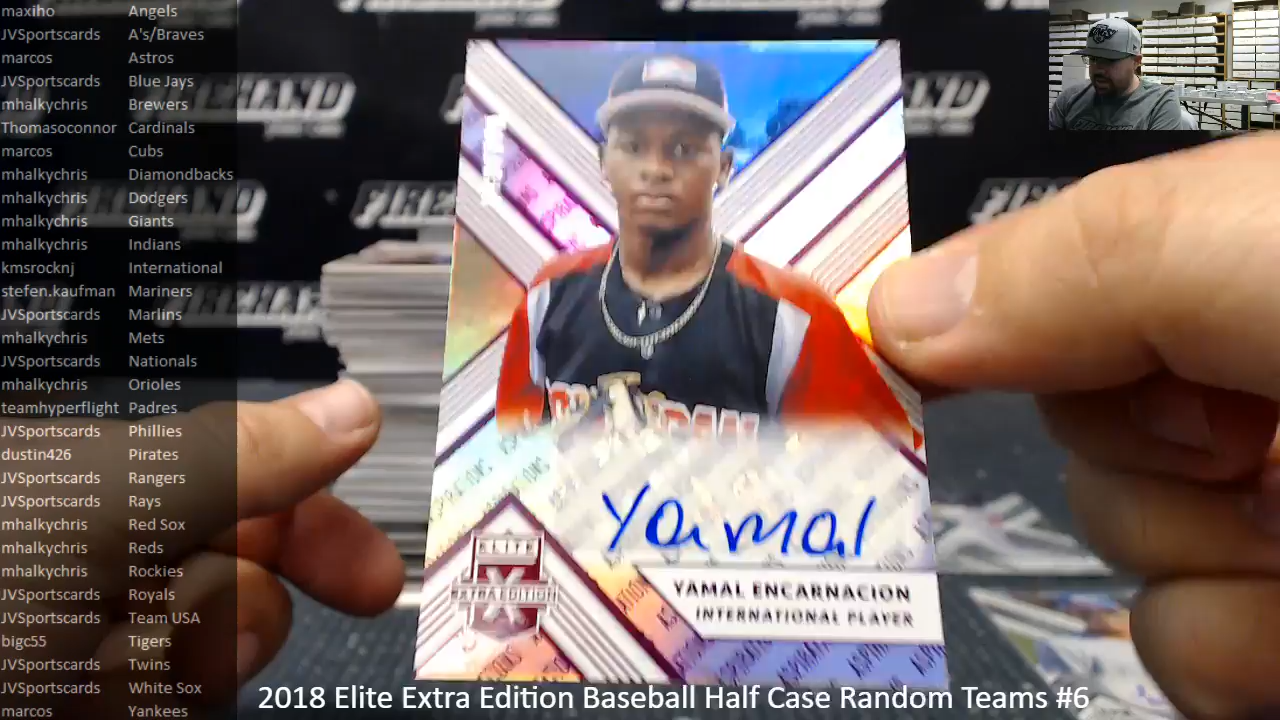 maxiho Angels
JVSportscards A's/Braves
marcos Astros
JVSportscards Blue Jays
mhalkychris Brewers
Thomasoconnor Cardinals
marcos Cubs
mhalkychris Diamondbacks
mhalkychris Dodgers
mhalkychris Giants
mhalkychris Indians
kmsrocknj International
stefen.kaufman Mariners
JVSportscards Marlins
mhalkychris Mets
JVSportscards Nationals
mhalkychris Orioles
teamhyperflight Padres
JVSportscards Phillies
dustin426 Pirates
JVSportscards Rangers
JVSportscards Rays
mhalkychris Red Sox
mhalkychris Reds
mhalkychris Rockies
JVSportscards Royals
JVSportscards Team USA
bigc55 Tigers
JVSportscards Twins
JVSportscards White Sox
marcos Yankees
FIREHAND
Yamal
ELITE
X
EXTRA EDITION
YAMAL ENCARNACION
INTERNATIONAL PLAYER
2018 Elite Extra Edition Baseball Half Case Random Teams #6